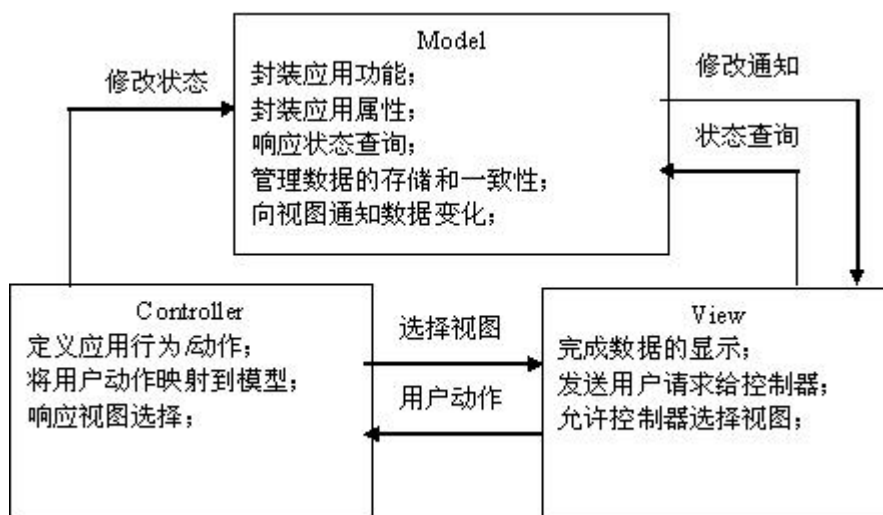 Model
封装应用功能；
封装应用属性；
响应状态查询；
管理数据的存储和一致性；
向视图通知数据变化；
修改状态
修改通知
状态查询
Controller
定义应用行为/动作；
将用户动作映射到模型；
响应视图选择；
选择视图
用户动作
View
完成数据的显示；
发送用户请求给控制器；
允许控制器选择视图；